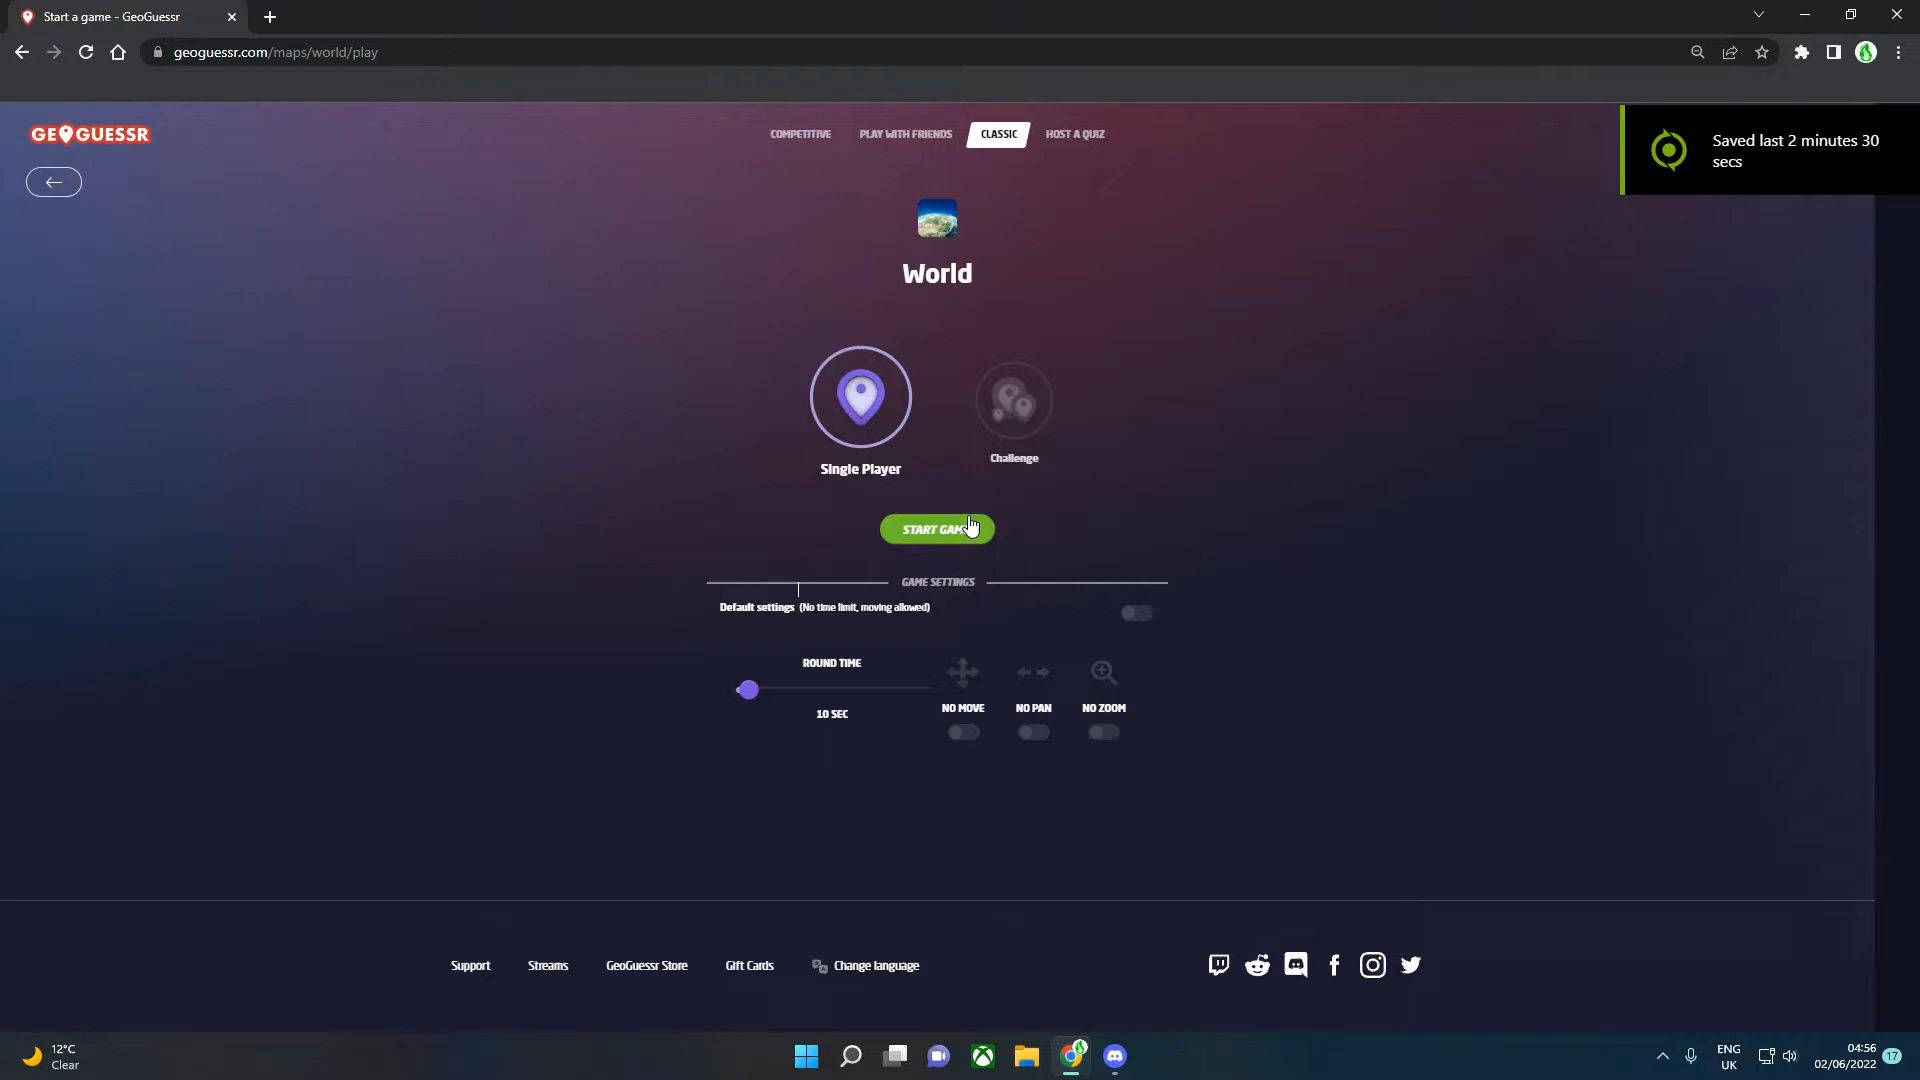 Start a game - GeoGuessr
geoguessr.com/maps/world/play
GEOGUESSR
COMPETITIVE
PLAY WITH FRIENDS
CLASSIC
HOST A QUIZ
Saved last 2 minutes 30
secs
World
Single Player
Challenge
START GAM
GAME SETTINGS
Default settings (No time limit, moving allowed)
ROUND TIME
10 SEC
NO MOVE
NO PAN
NO ZOOM
Support
Streams
GeoGuessr Store
Gift Cards
Change language
12°C
Clear
ENG
UK
04:56
02/06/2022
17